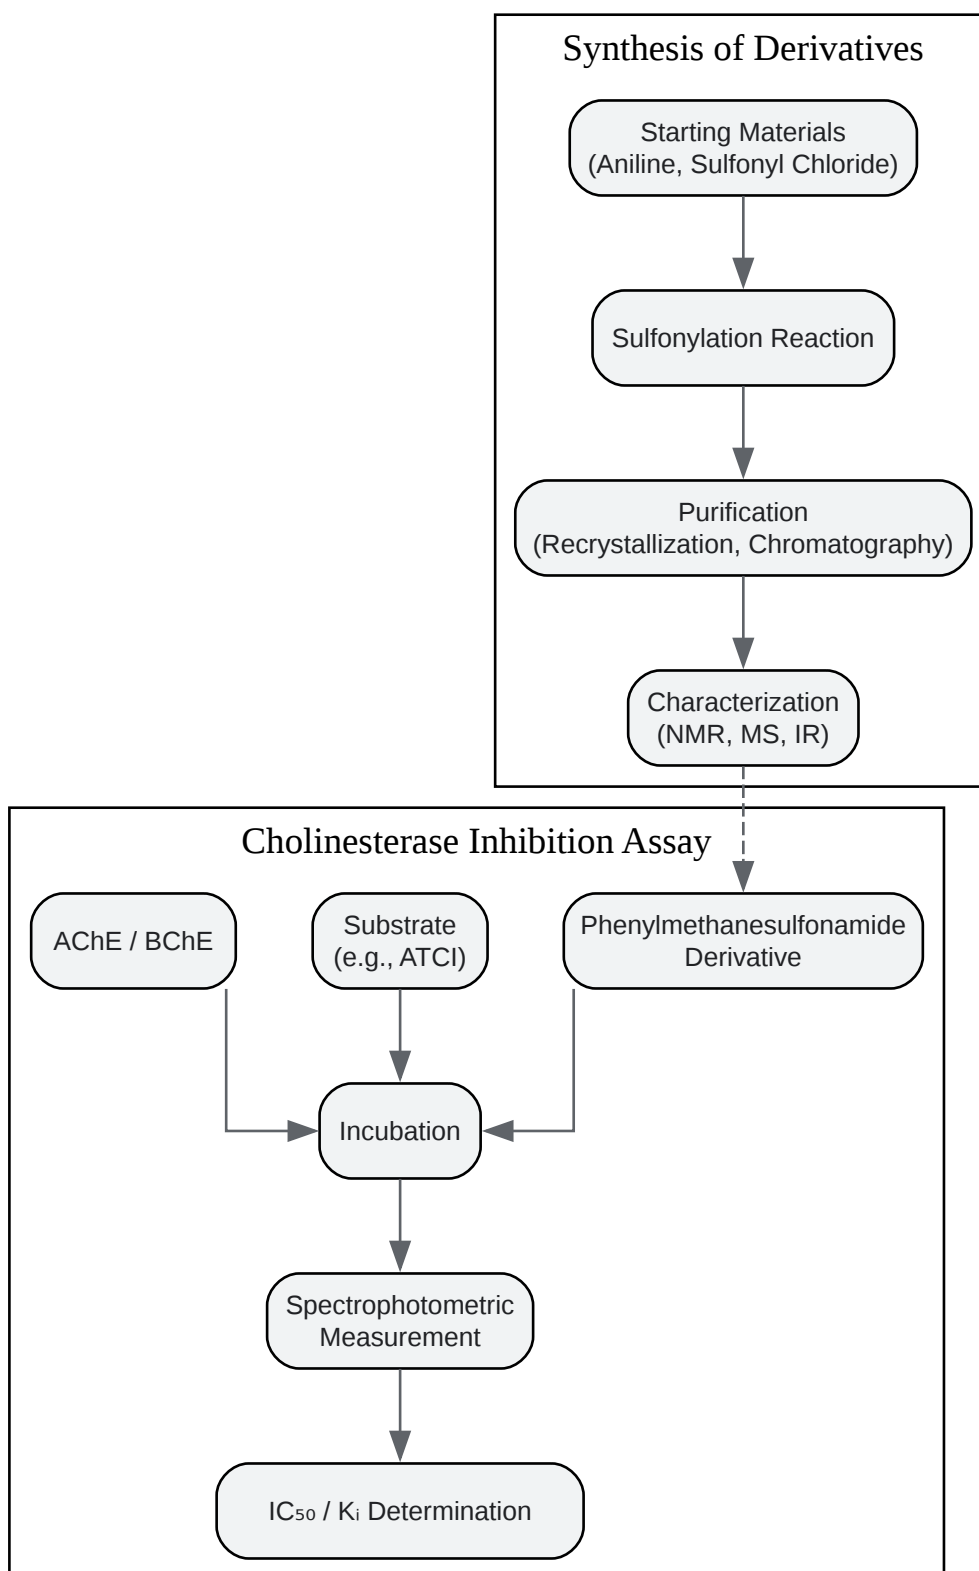 Synthesis of Derivatives
Starting Materials
(Aniline, Sulfonyl Chloride)
Sulfonylation Reaction
Purification
(Recrystallization, Chromatography)
Characterization
(NMR, MS, IR)
Cholinesterase Inhibition Assay
AChE / BChE
Substrate
(e.g., ATCI)
Phenylmethanesulfonamide
Derivative
Incubation
Spectrophotometric
Measurement
IC₅₀ / Kᵢ Determination